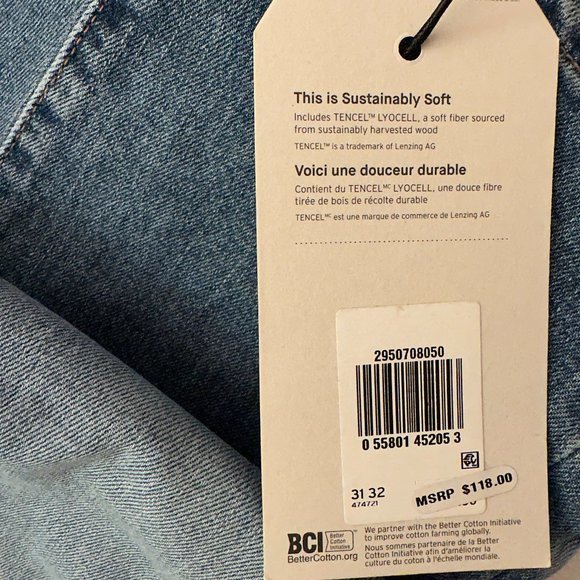 This is Sustainably Soft
Includes TENCEL™ LYOCELL, a soft fiber sourced
from sustainably harvested wood
TENCEL™ is a trademark of Lenzing AG
Voici une douceur durable
Contient du TENCELᴹᶜ LYOCELL, une douce fibre
tirée de bois de récolte durable
TENCELᴹᶜ est une marque de commerce de Lenzing AG
2950708050
0 55801 45205 3
31 32
474721
MSRP $118.00
BCI Better Cotton Initiative
BetterCotton.org
We partner with the Better Cotton Initiative
to improve cotton farming globally.
Nous sommes partenaire de la Better
Cotton Initiative afin d'améliorer la
culture du coton à l'échelle mondiale.